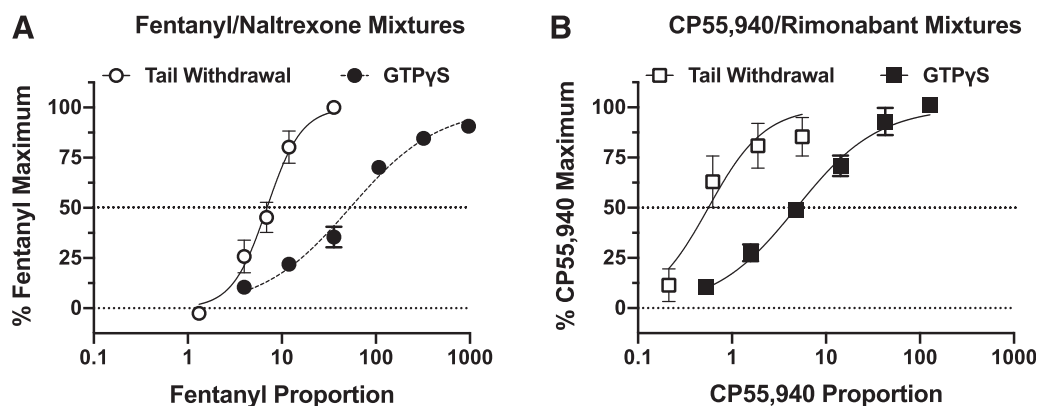 A
Fentanyl/Naltrexone Mixtures
Tail Withdrawal
GTPγS
% Fentanyl Maximum
100
75
50
25
0
0.1
1
10
100
1000
Fentanyl Proportion
B
CP55,940/Rimonabant Mixtures
Tail Withdrawal
GTPγS
% CP55,940 Maximum
100
75
50
25
0
0.1
1
10
100
1000
CP55,940 Proportion